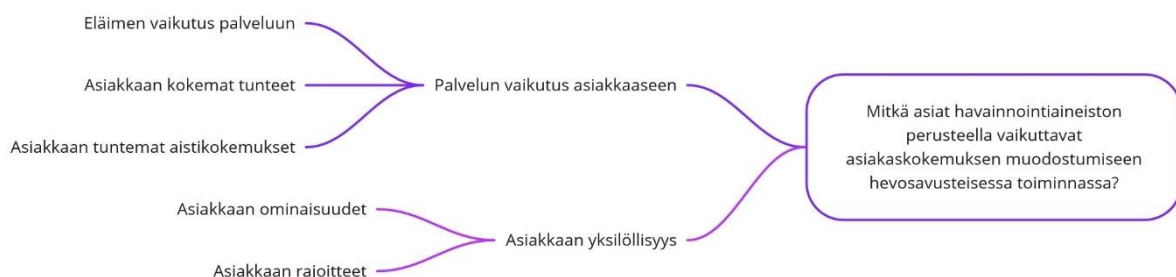 Eläimen vaikutus palveluun
Asiakkaan kokemat tunteet
Asiakkaan tuntemat aistikokemukset
Palvelun vaikutus asiakkaaseen
Asiakkaan ominaisuudet
Asiakkaan rajoitteet
Asiakkaan yksilöllisyys
Mitkä asiat havainnointiaineiston
perusteella vaikuttavat
asiakaskokemuksen muodostumiseen
hevosavusteisessa toiminnassa?